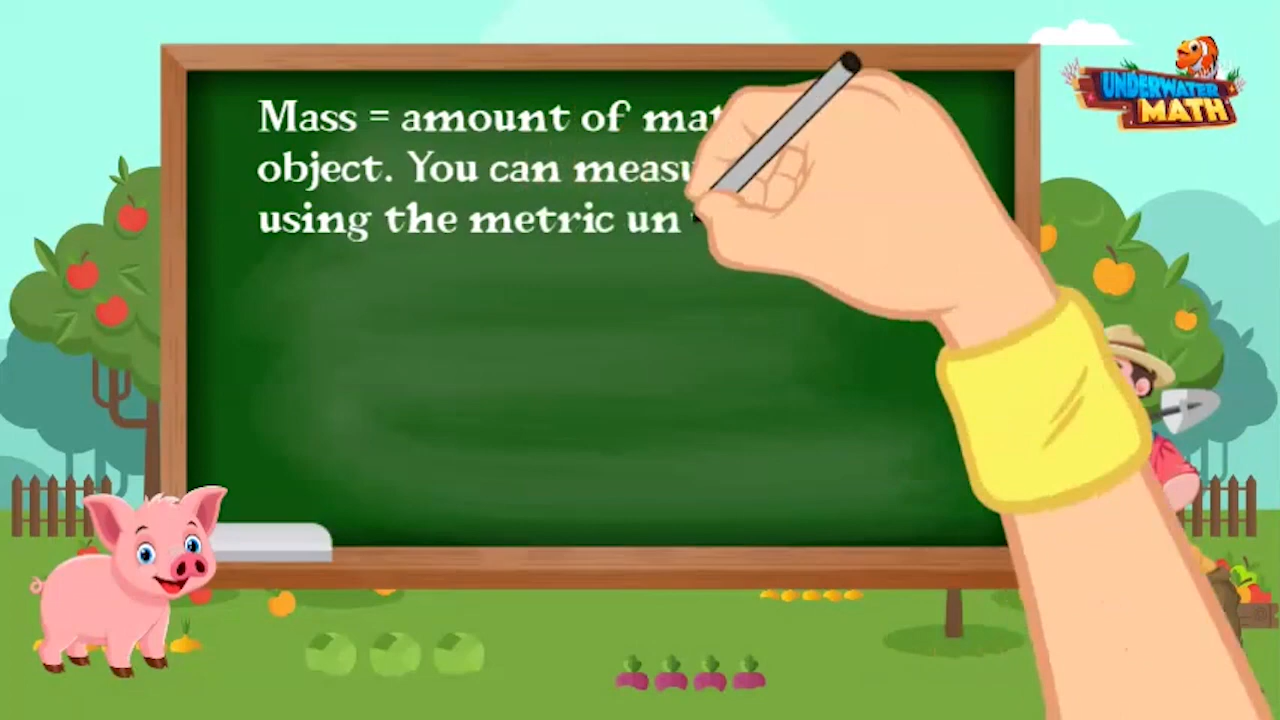 Mass = amount of
object. You can
using the metric
UNDERWATER
MATH